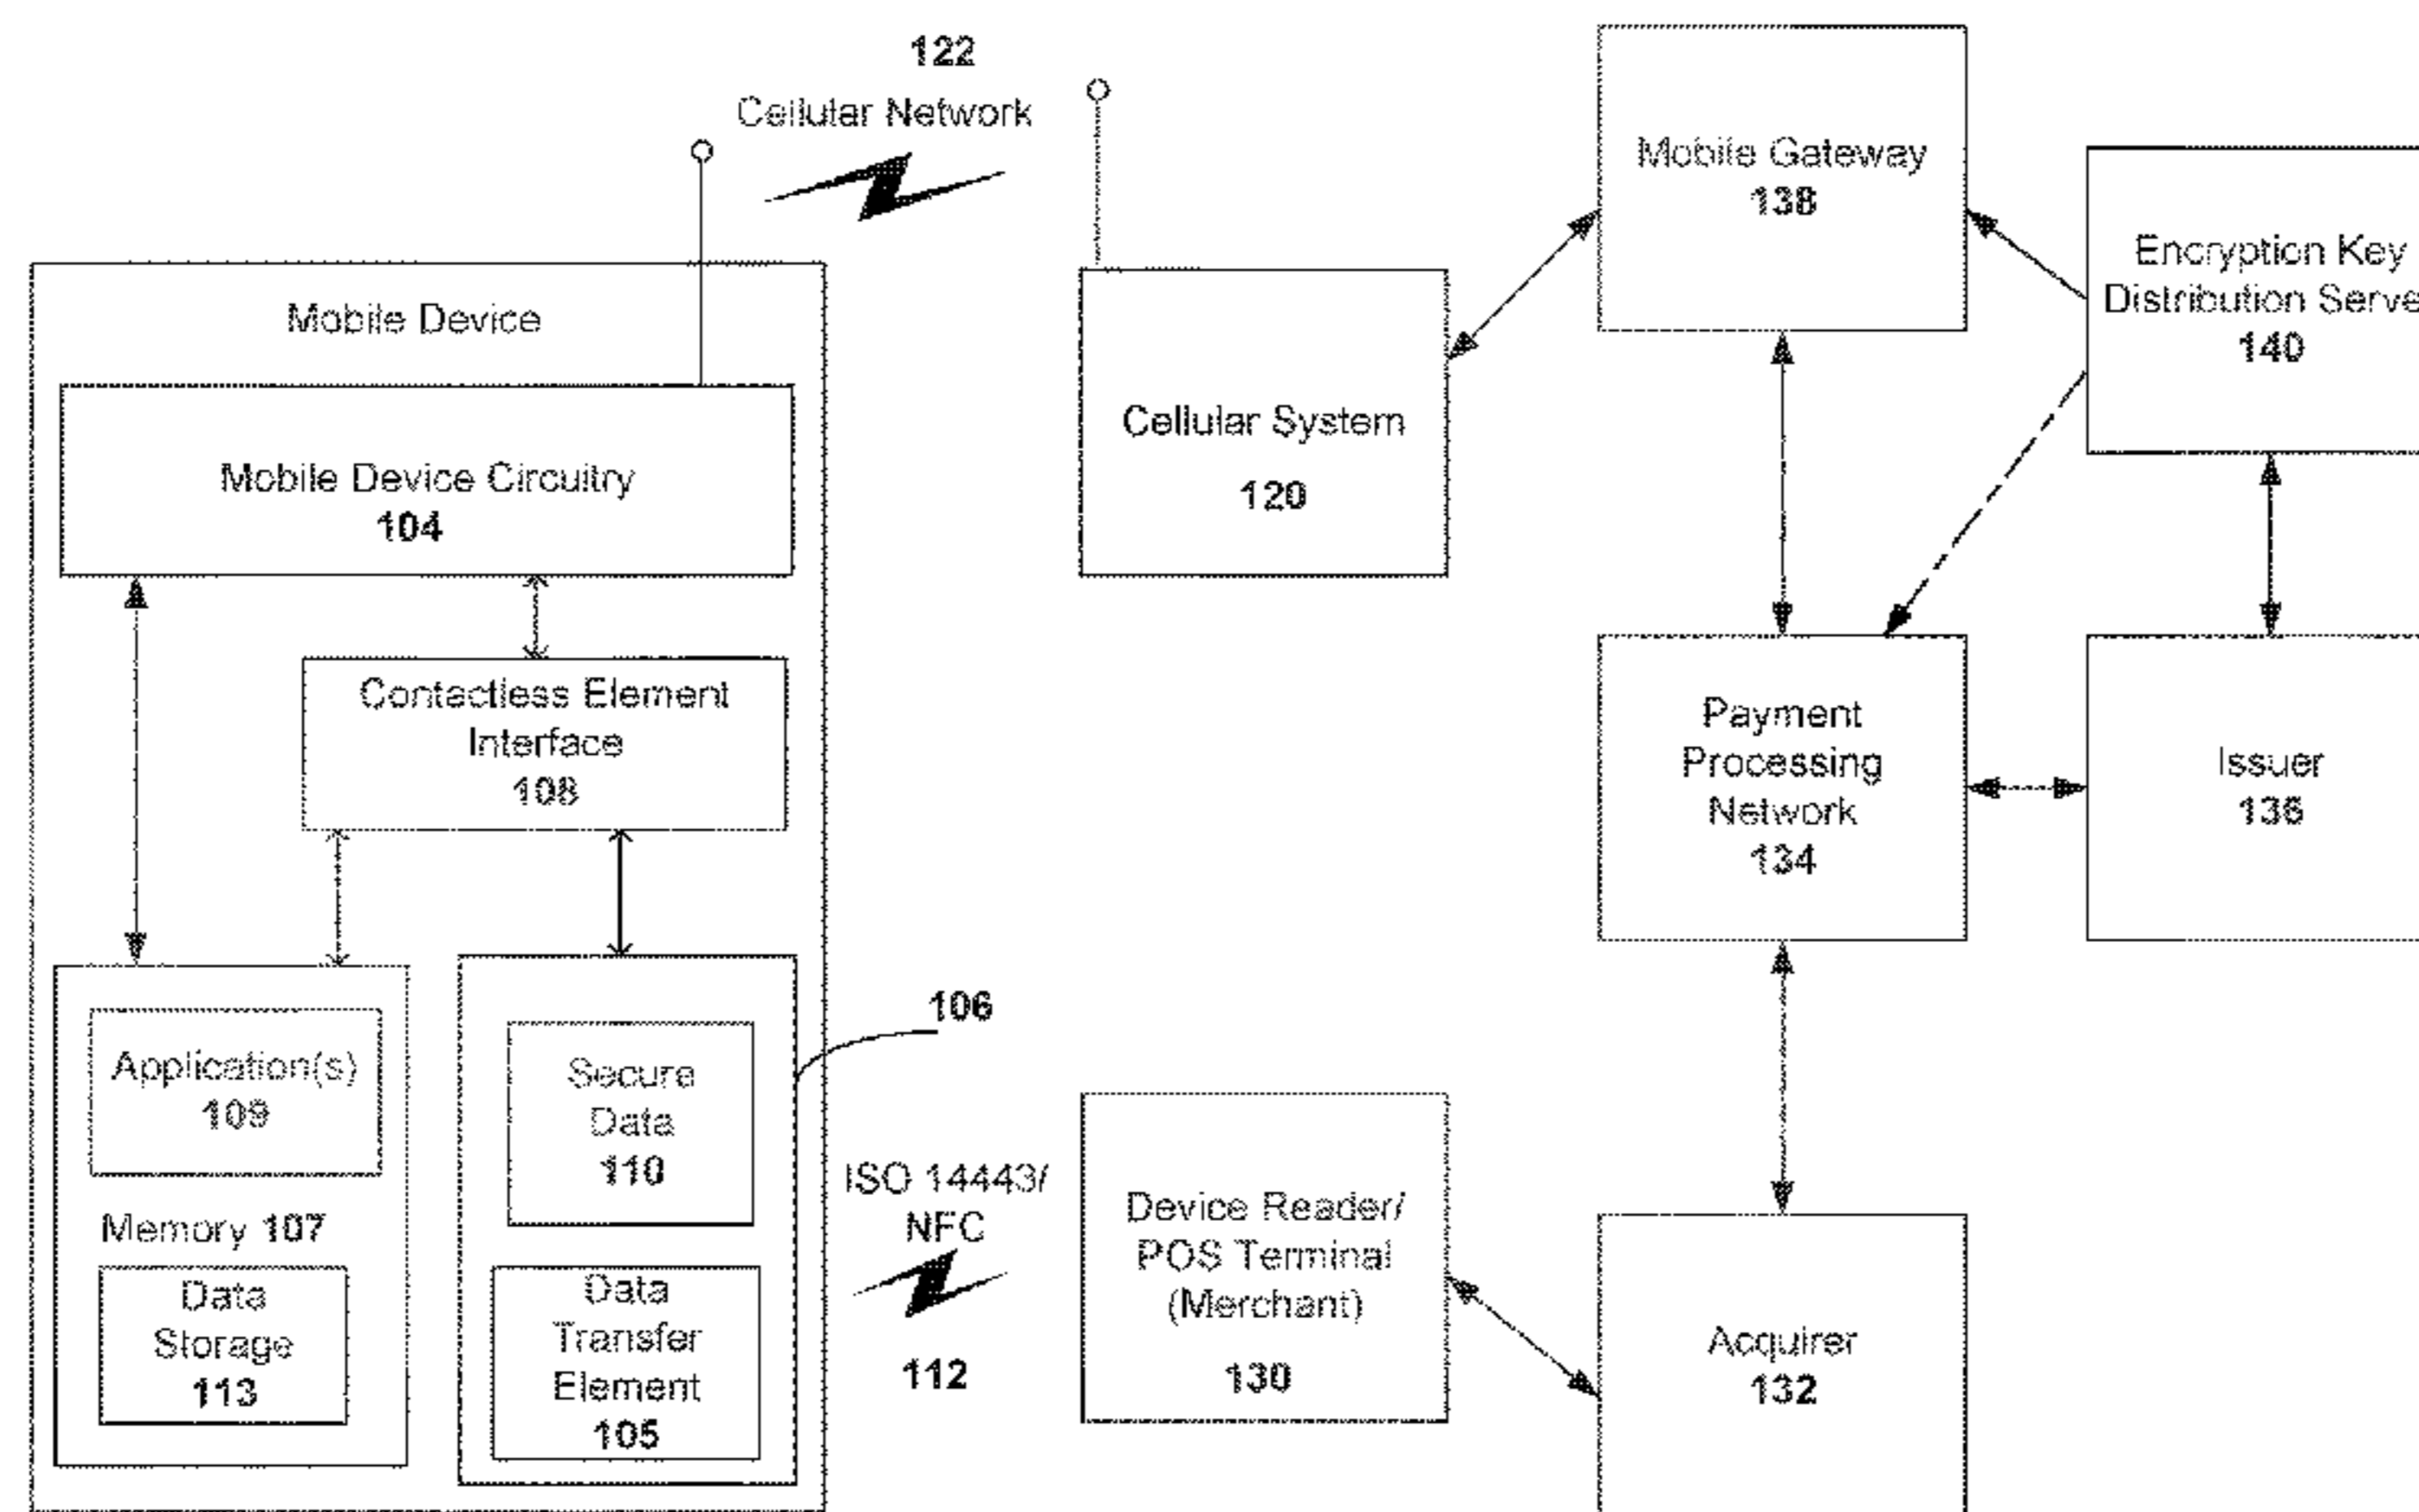 122
Cellular Network
Mobile Gateway
138
Encryption Key
Distribution Serve
140
Mobile Device
Mobile Device Circuitry
104
Cellular System
120
Contactless Element
Interface
108
Payment
Processing
Network
134
Issuer
136
106
Application(s)
109
Memory 107
Data
Storage
113
Secure
Data
110
Data
Transfer
Element
105
ISO 14443/
NFC
112
Device Reader/
POS Terminal
(Merchant)
130
Acquirer
132